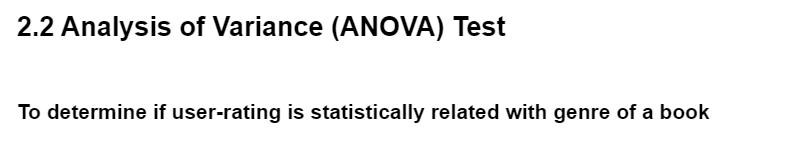 2.2 Analysis of Variance (ANOVA) Test
To determine if user-rating is statistically related with genre of a book